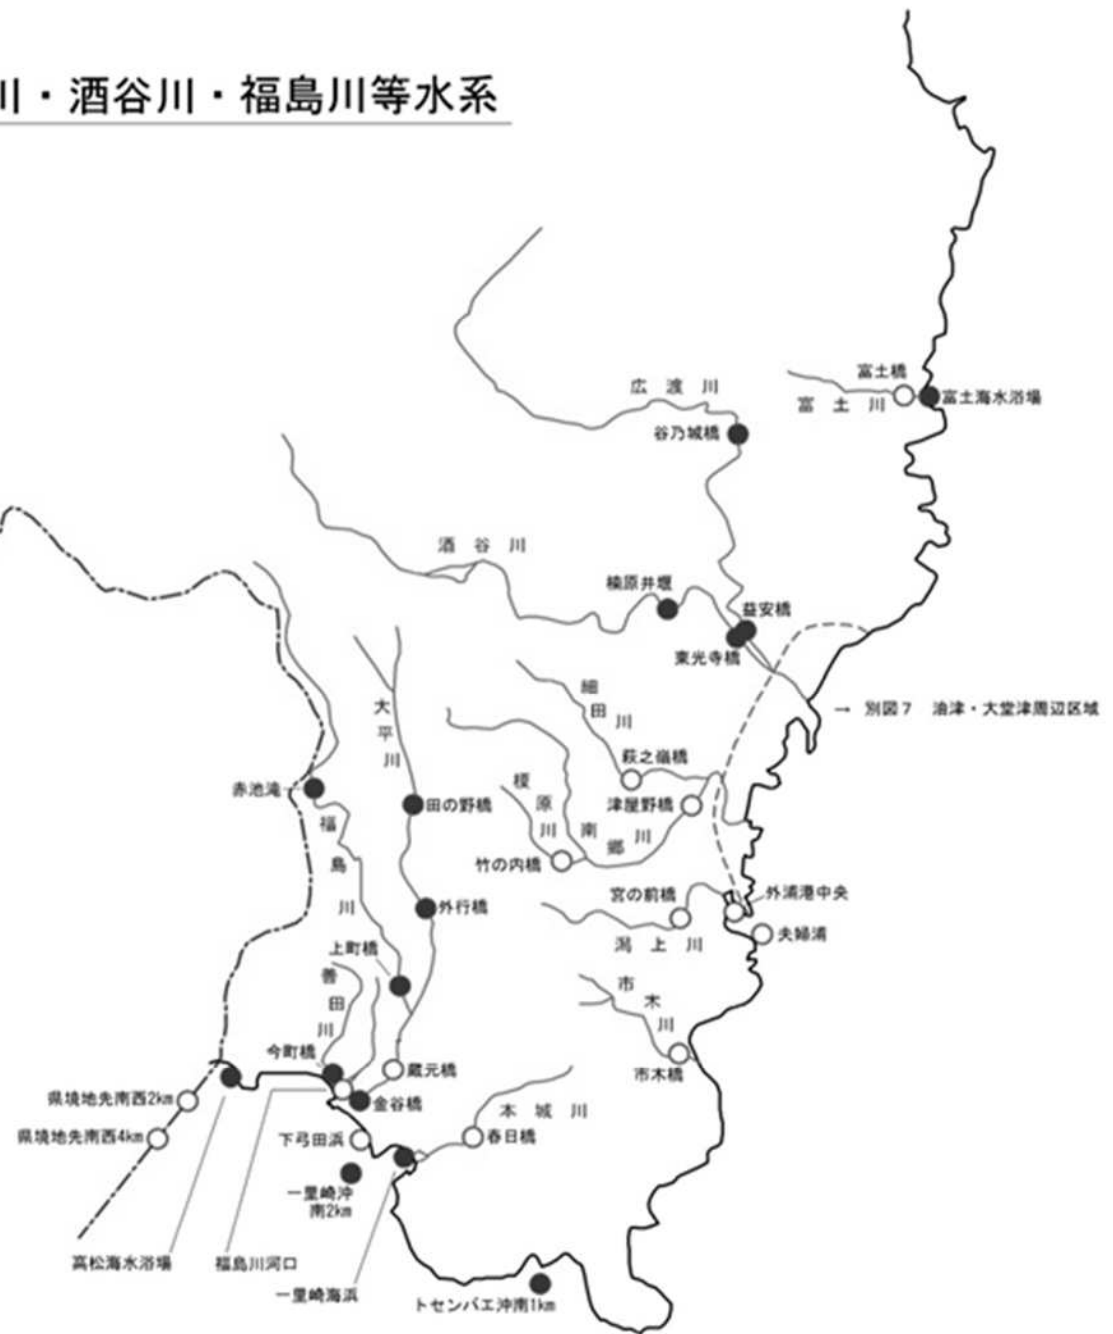 川・酒谷川・福島川等水系
広渡川
富土橋
富土川
富土海水浴場
谷乃城橋
酒谷川
楠原井堰
益安橋
東光寺橋
細田川
→ 別図7 油津・大堂津周辺区域
大平川
萩之嶺橋
赤池滝
田の野橋
榎原川
津屋野橋
福島川
南郷川
竹の内橋
外行橋
宮の前橋
外浦港中央
夫婦浦
潟上川
上町橋
善田川
市木川
今町橋
蔵元橋
市木橋
県境地先南西2km
金谷橋
本城川
県境地先南西4km
下弓田浜
春日橋
一里崎沖
南2km
高松海水浴場
福島川河口
一里崎海浜
トセンバエ沖南1km